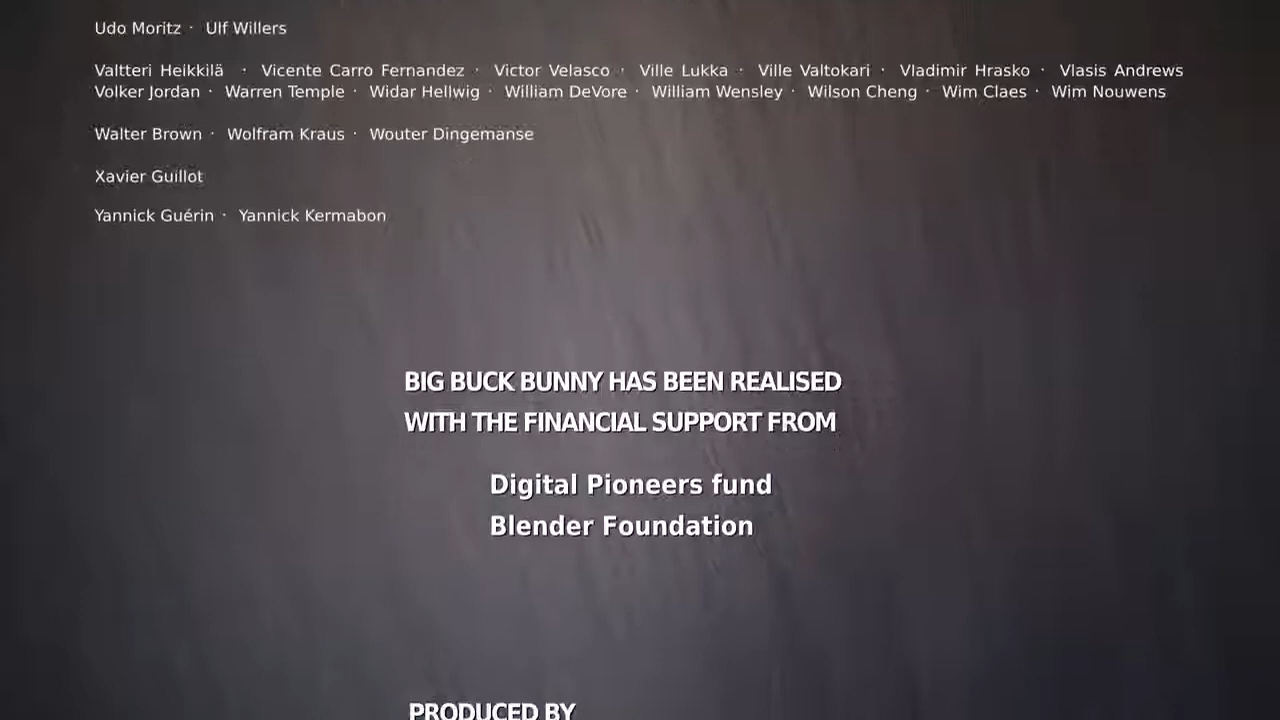 Udo Moritz · Ulf Willers
Valtteri Heikkilä · Vicente Carro Fernandez · Victor Velasco · Ville Lukka · Ville Valtokari · Vladimir Hrasko · Vlasis Andrews
Volker Jordan · Warren Temple · Widar Hellwig · William DeVore · William Wensley · Wilson Cheng · Wim Claes · Wim Nouwens
Walter Brown · Wolfram Kraus · Wouter Dingemanse
Xavier Guillot
Yannick Guérin · Yannick Kermabon
BIG BUCK BUNNY HAS BEEN REALISED
WITH THE FINANCIAL SUPPORT FROM
Digital Pioneers fund
Blender Foundation
PRODUCED BY